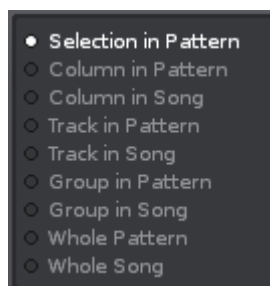 Selection in Pattern
Column in Pattern
Column in Song
Track in Pattern
Track in Song
Group in Pattern
Group in Song
Whole Pattern
Whole Song